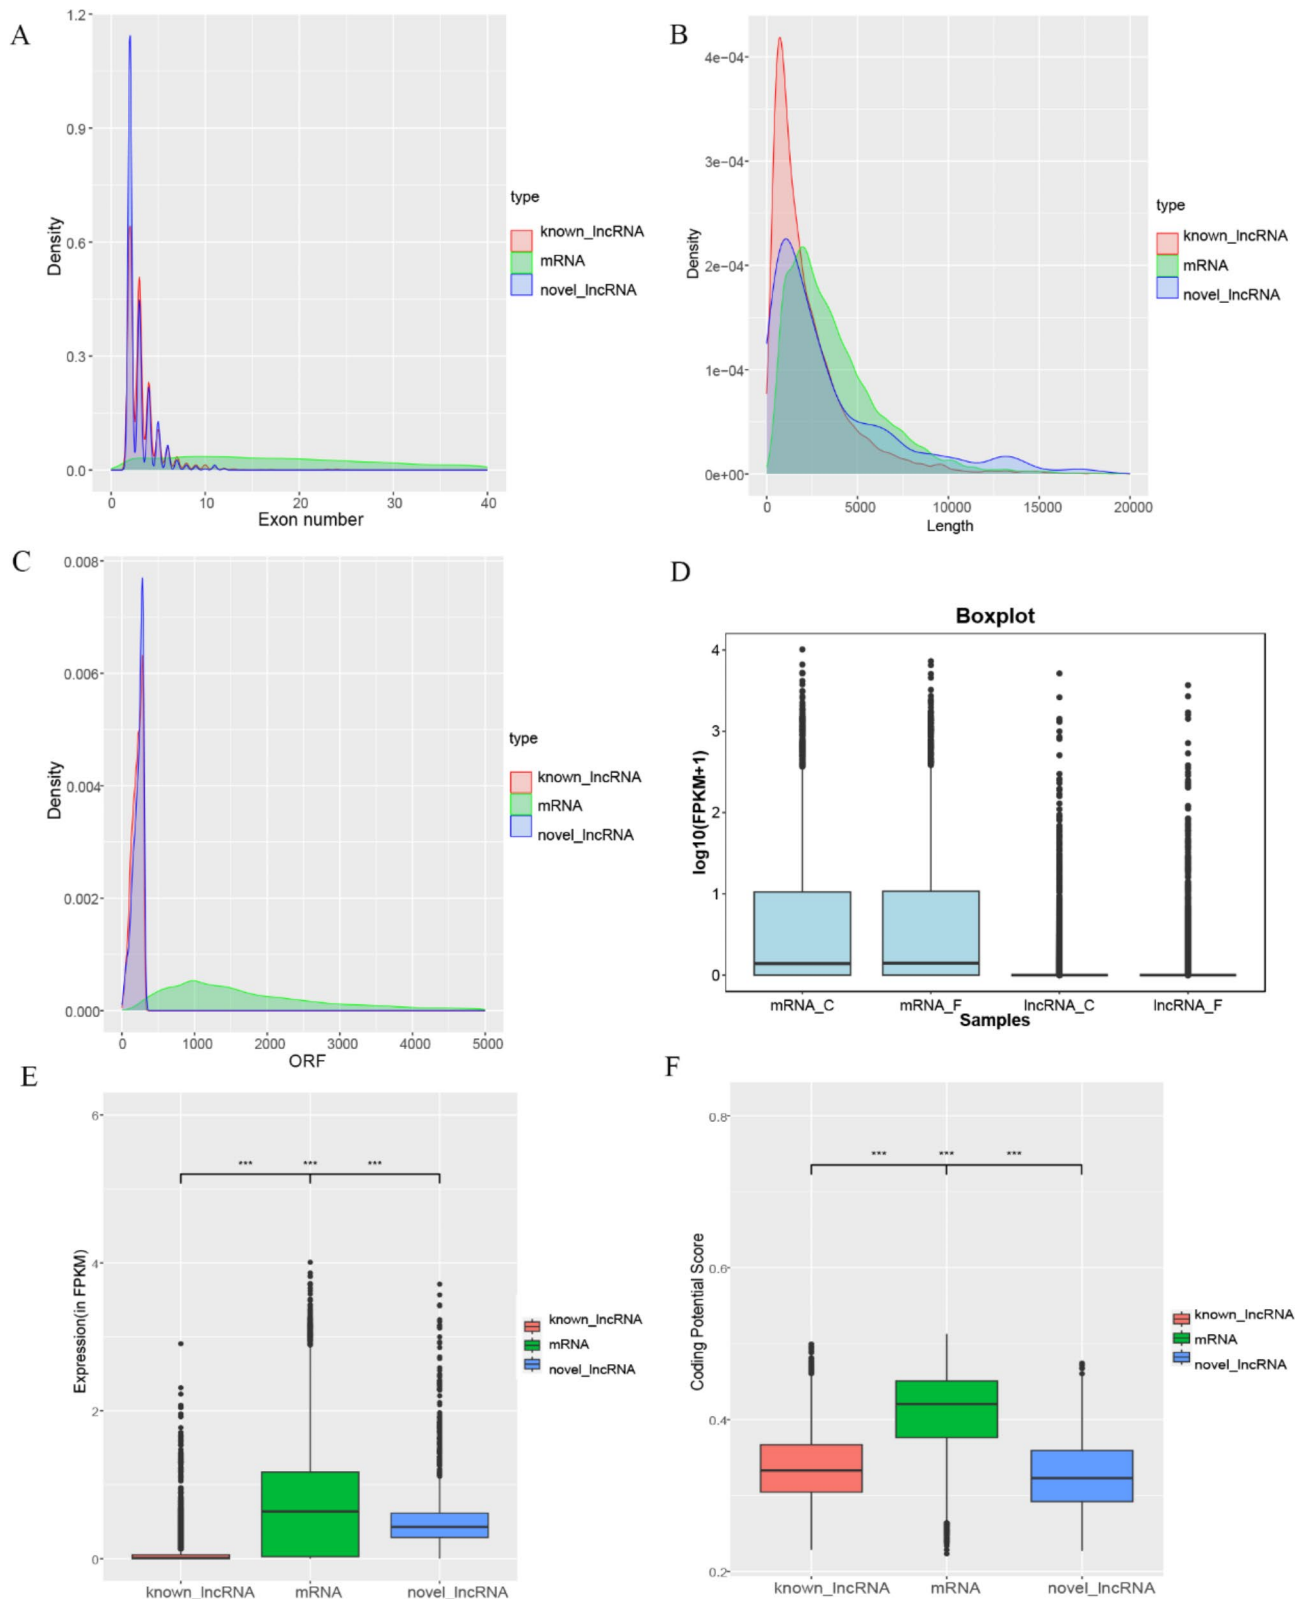 A
1.2
0.9
0.6
0.3
0.0
Density
0 10 20 30 40
Exon number
type
known_lncRNA
mRNA
novel_lncRNA
B
4e−04
3e−04
2e−04
1e−04
0e+00
Density
0 5000 10000 15000 20000
Length
type
known_lncRNA
mRNA
novel_lncRNA
C
0.008
0.006
0.004
0.002
0.000
Density
0 1000 2000 3000 4000 5000
ORF
type
known_lncRNA
mRNA
novel_lncRNA
D
Boxplot
4
3
2
1
0
log10(FPKM+1)
mRNA_C mRNA_F lncRNA_C lncRNA_F
Samples
E
6
4
2
0
Expression(in FPKM)
*** *** ***
known_lncRNA mRNA novel_lncRNA
known_lncRNA
mRNA
novel_lncRNA
F
0.8
0.6
0.4
0.2
Coding Potential Score
*** *** ***
known_lncRNA mRNA novel_lncRNA
known_lncRNA
mRNA
novel_lncRNA